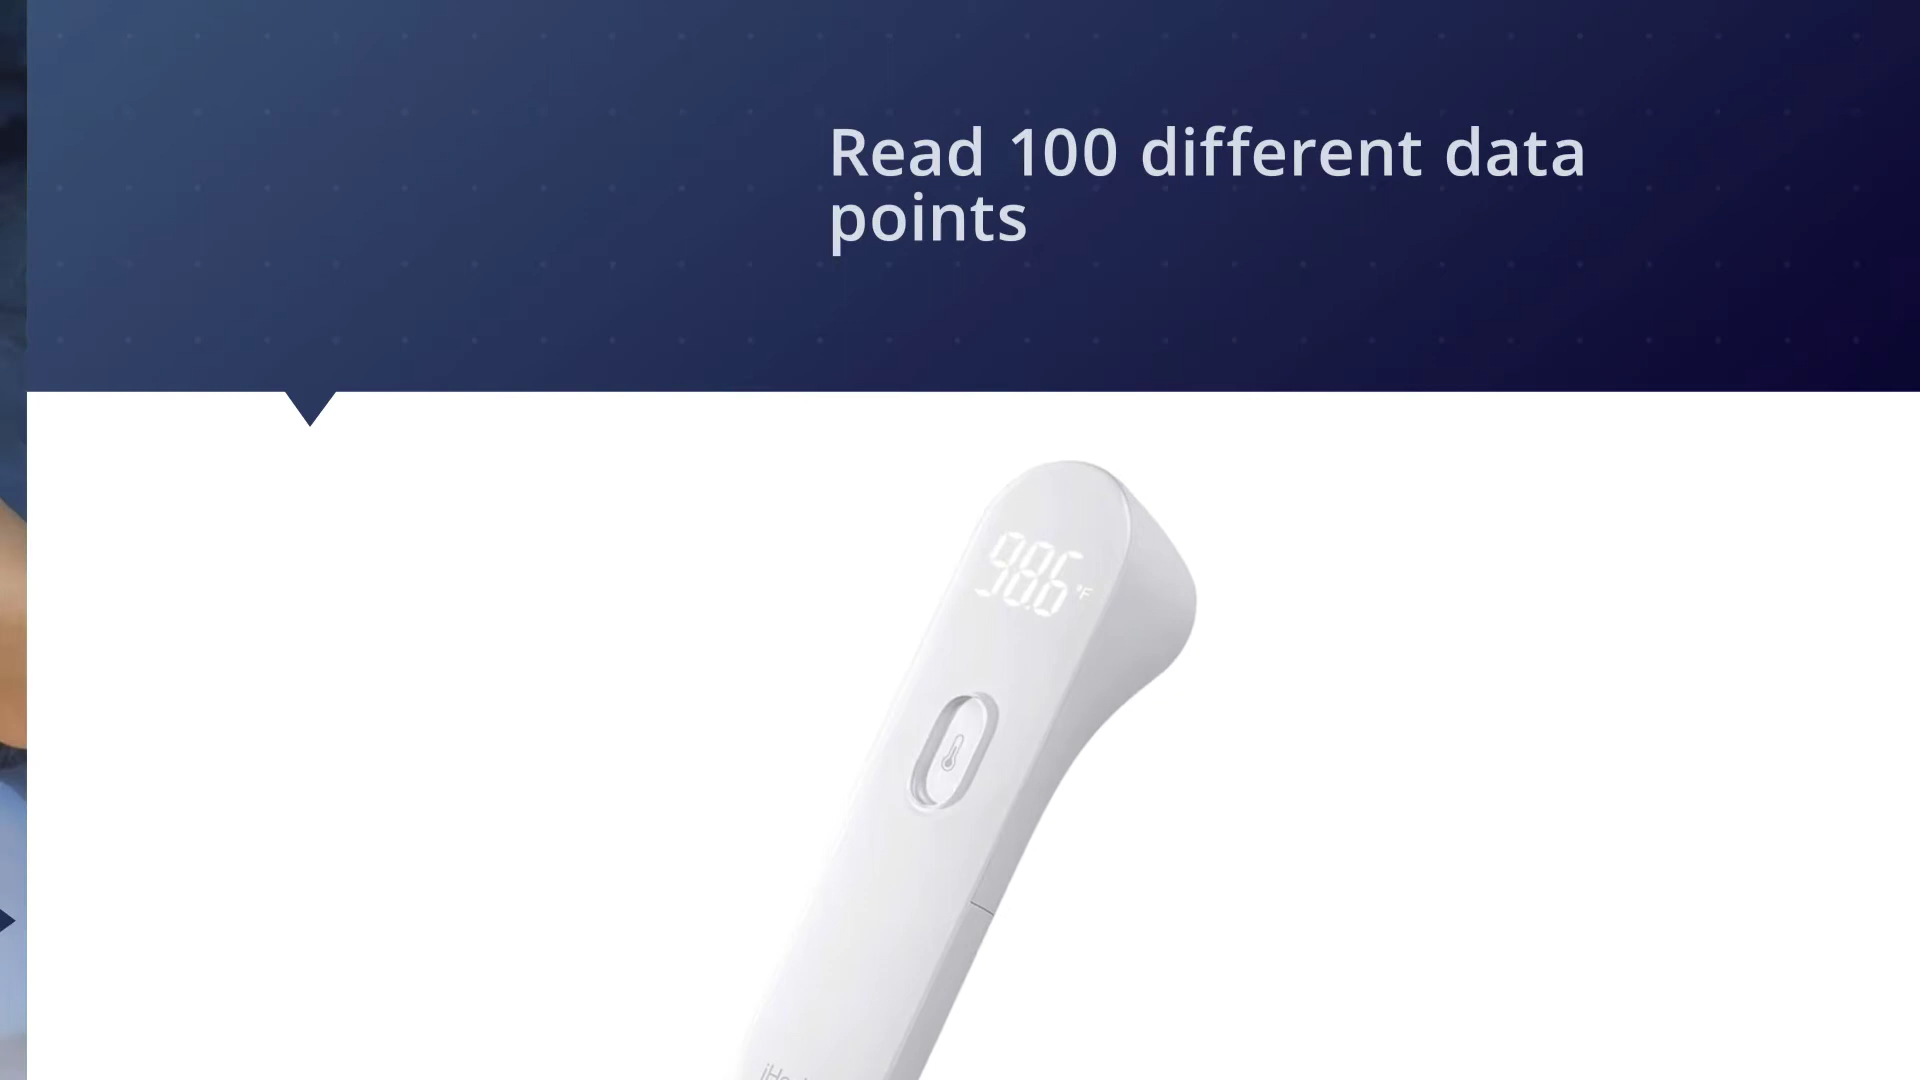 Read 100 different data
points
98.6 °F